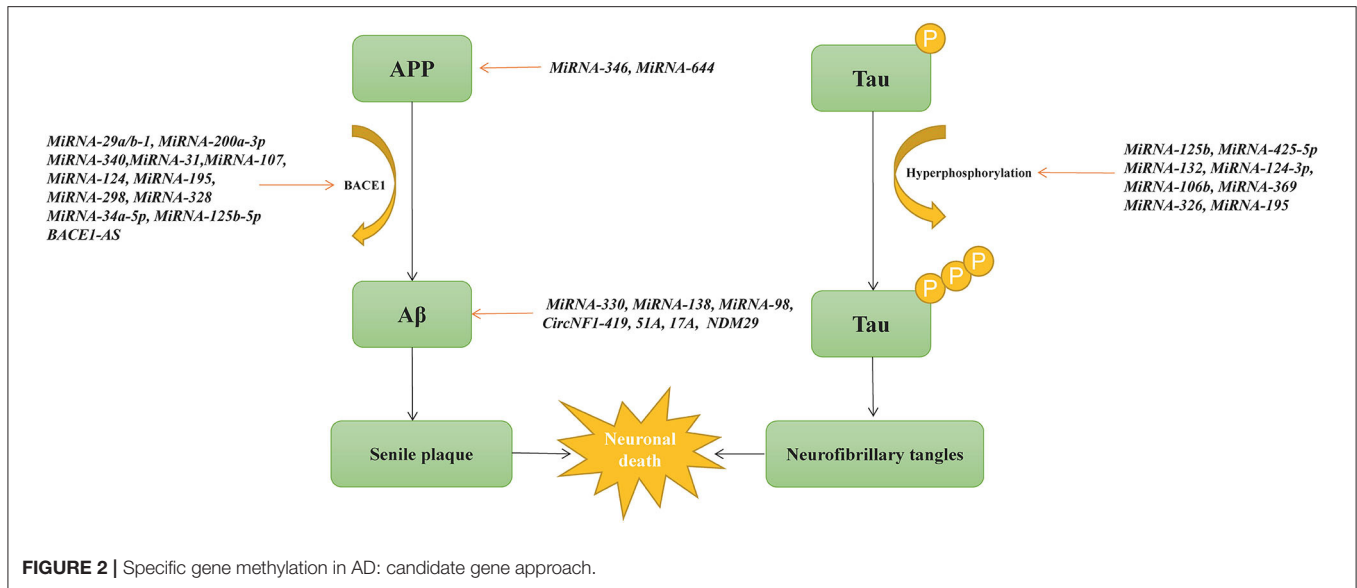 APP
MiRNA-346, MiRNA-644
P
Tau
MiRNA-29a/b-1, MiRNA-200a-3p
MiRNA-340,MiRNA-31,MiRNA-107,
MiRNA-124, MiRNA-195,
MiRNA-298, MiRNA-328
MiRNA-34a-5p, MiRNA-125b-5p
BACE1-AS
BACE1
Hyperphosphorylation
MiRNA-125b, MiRNA-425-5p
MiRNA-132, MiRNA-124-3p,
MiRNA-106b, MiRNA-369
MiRNA-326, MiRNA-195
Aβ
MiRNA-330, MiRNA-138, MiRNA-98,
CircNF1-419, 51A, 17A, NDM29
P
P
P
Tau
Senile plaque
Neuronal
death
Neurofibrillary tangles
FIGURE 2 | Specific gene methylation in AD: candidate gene approach.